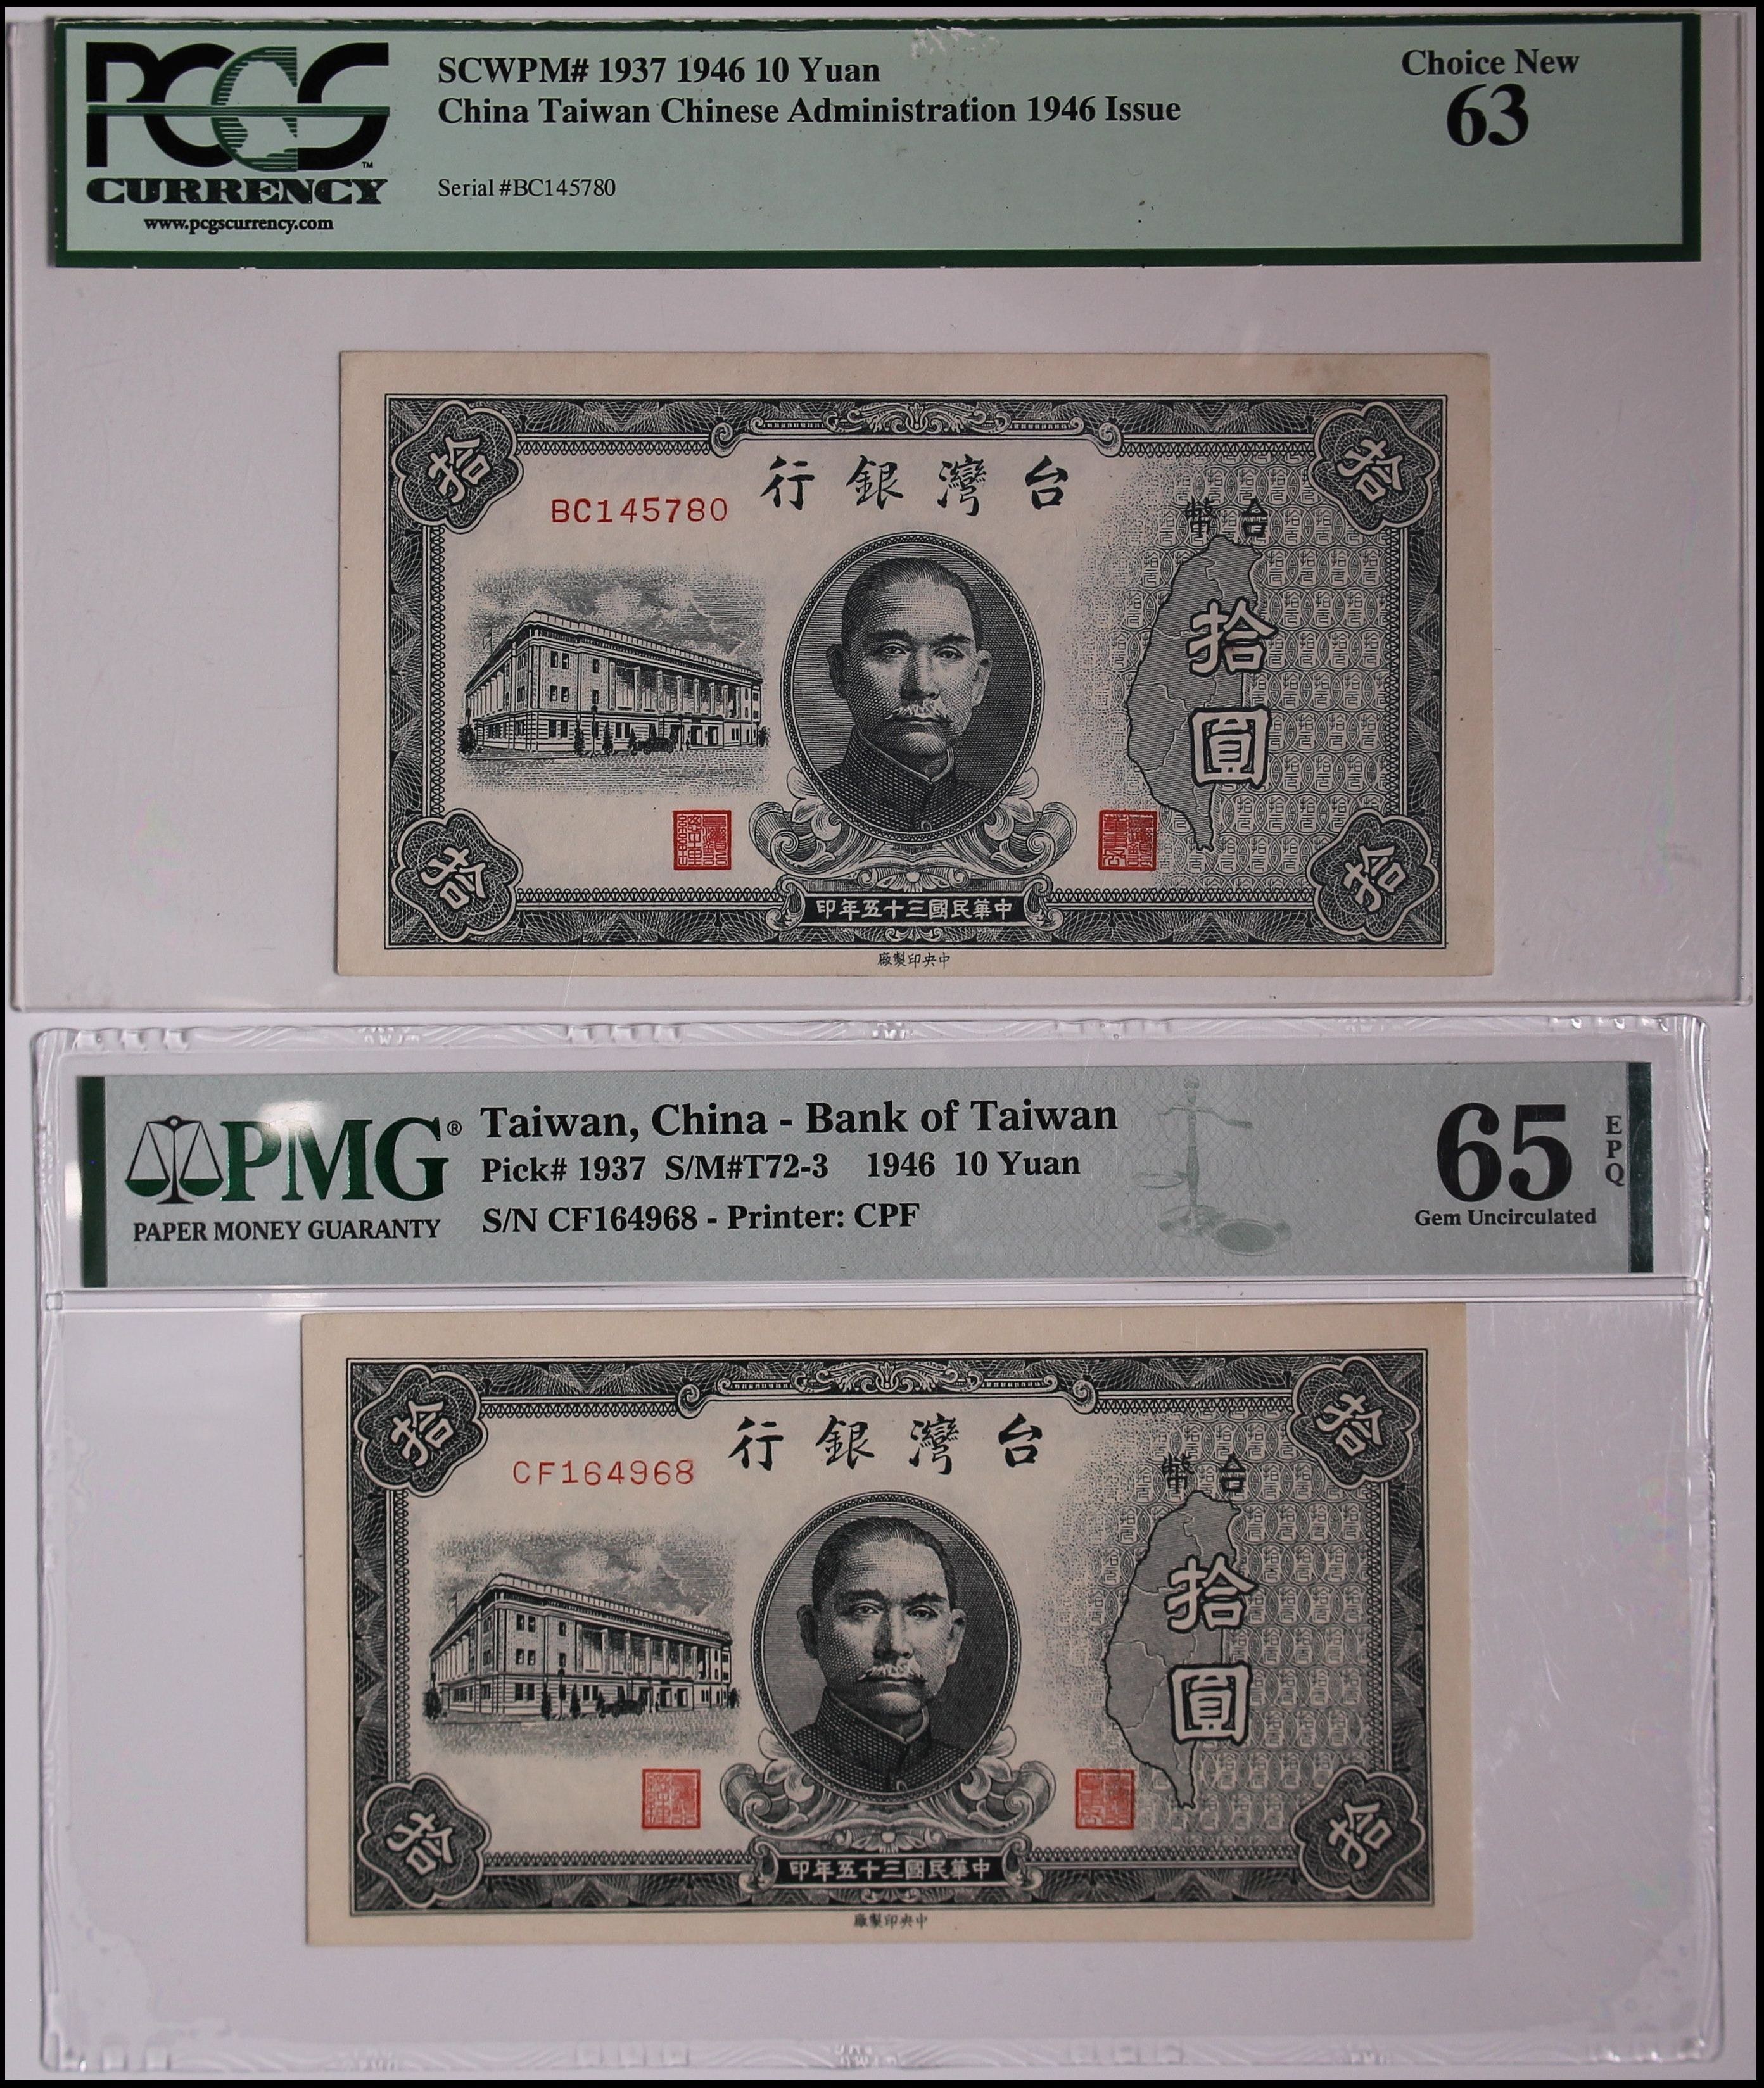 PCGS™
CURRENCY
www.pcgscurrency.com
SCWPM# 1937 1946 10 Yuan
China Taiwan Chinese Administration 1946 Issue
Serial #BC145780
Choice New
63
拾
拾
行銀灣台
BC145780
幣台
拾
圓
拾
拾
印年五十三國民華中
廠製印央中
PMG®
PAPER MONEY GUARANTY
Taiwan, China - Bank of Taiwan
Pick# 1937 S/M#T72-3 1946 10 Yuan
S/N CF164968 - Printer: CPF
65
EPQ
Gem Uncirculated
拾
拾
行銀灣台
CF164968
幣台
拾
圓
拾
拾
印年五十三國民華中
廠製印央中